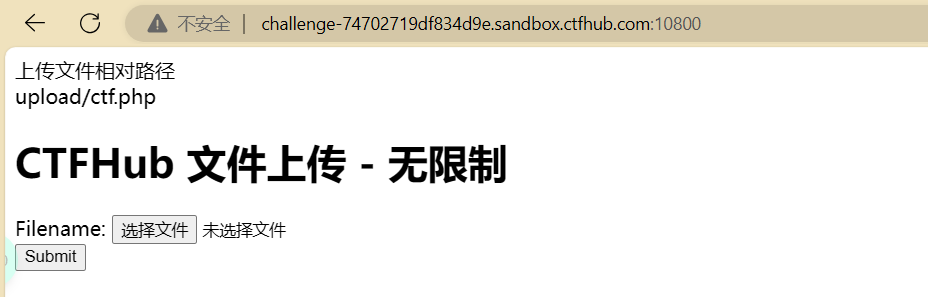 不安全 | challenge-74702719df834d9e.sandbox.ctfhub.com:10800
上传文件相对路径
upload/ctf.php
CTFHub 文件上传 - 无限制
Filename: 选择文件 未选择文件
Submit